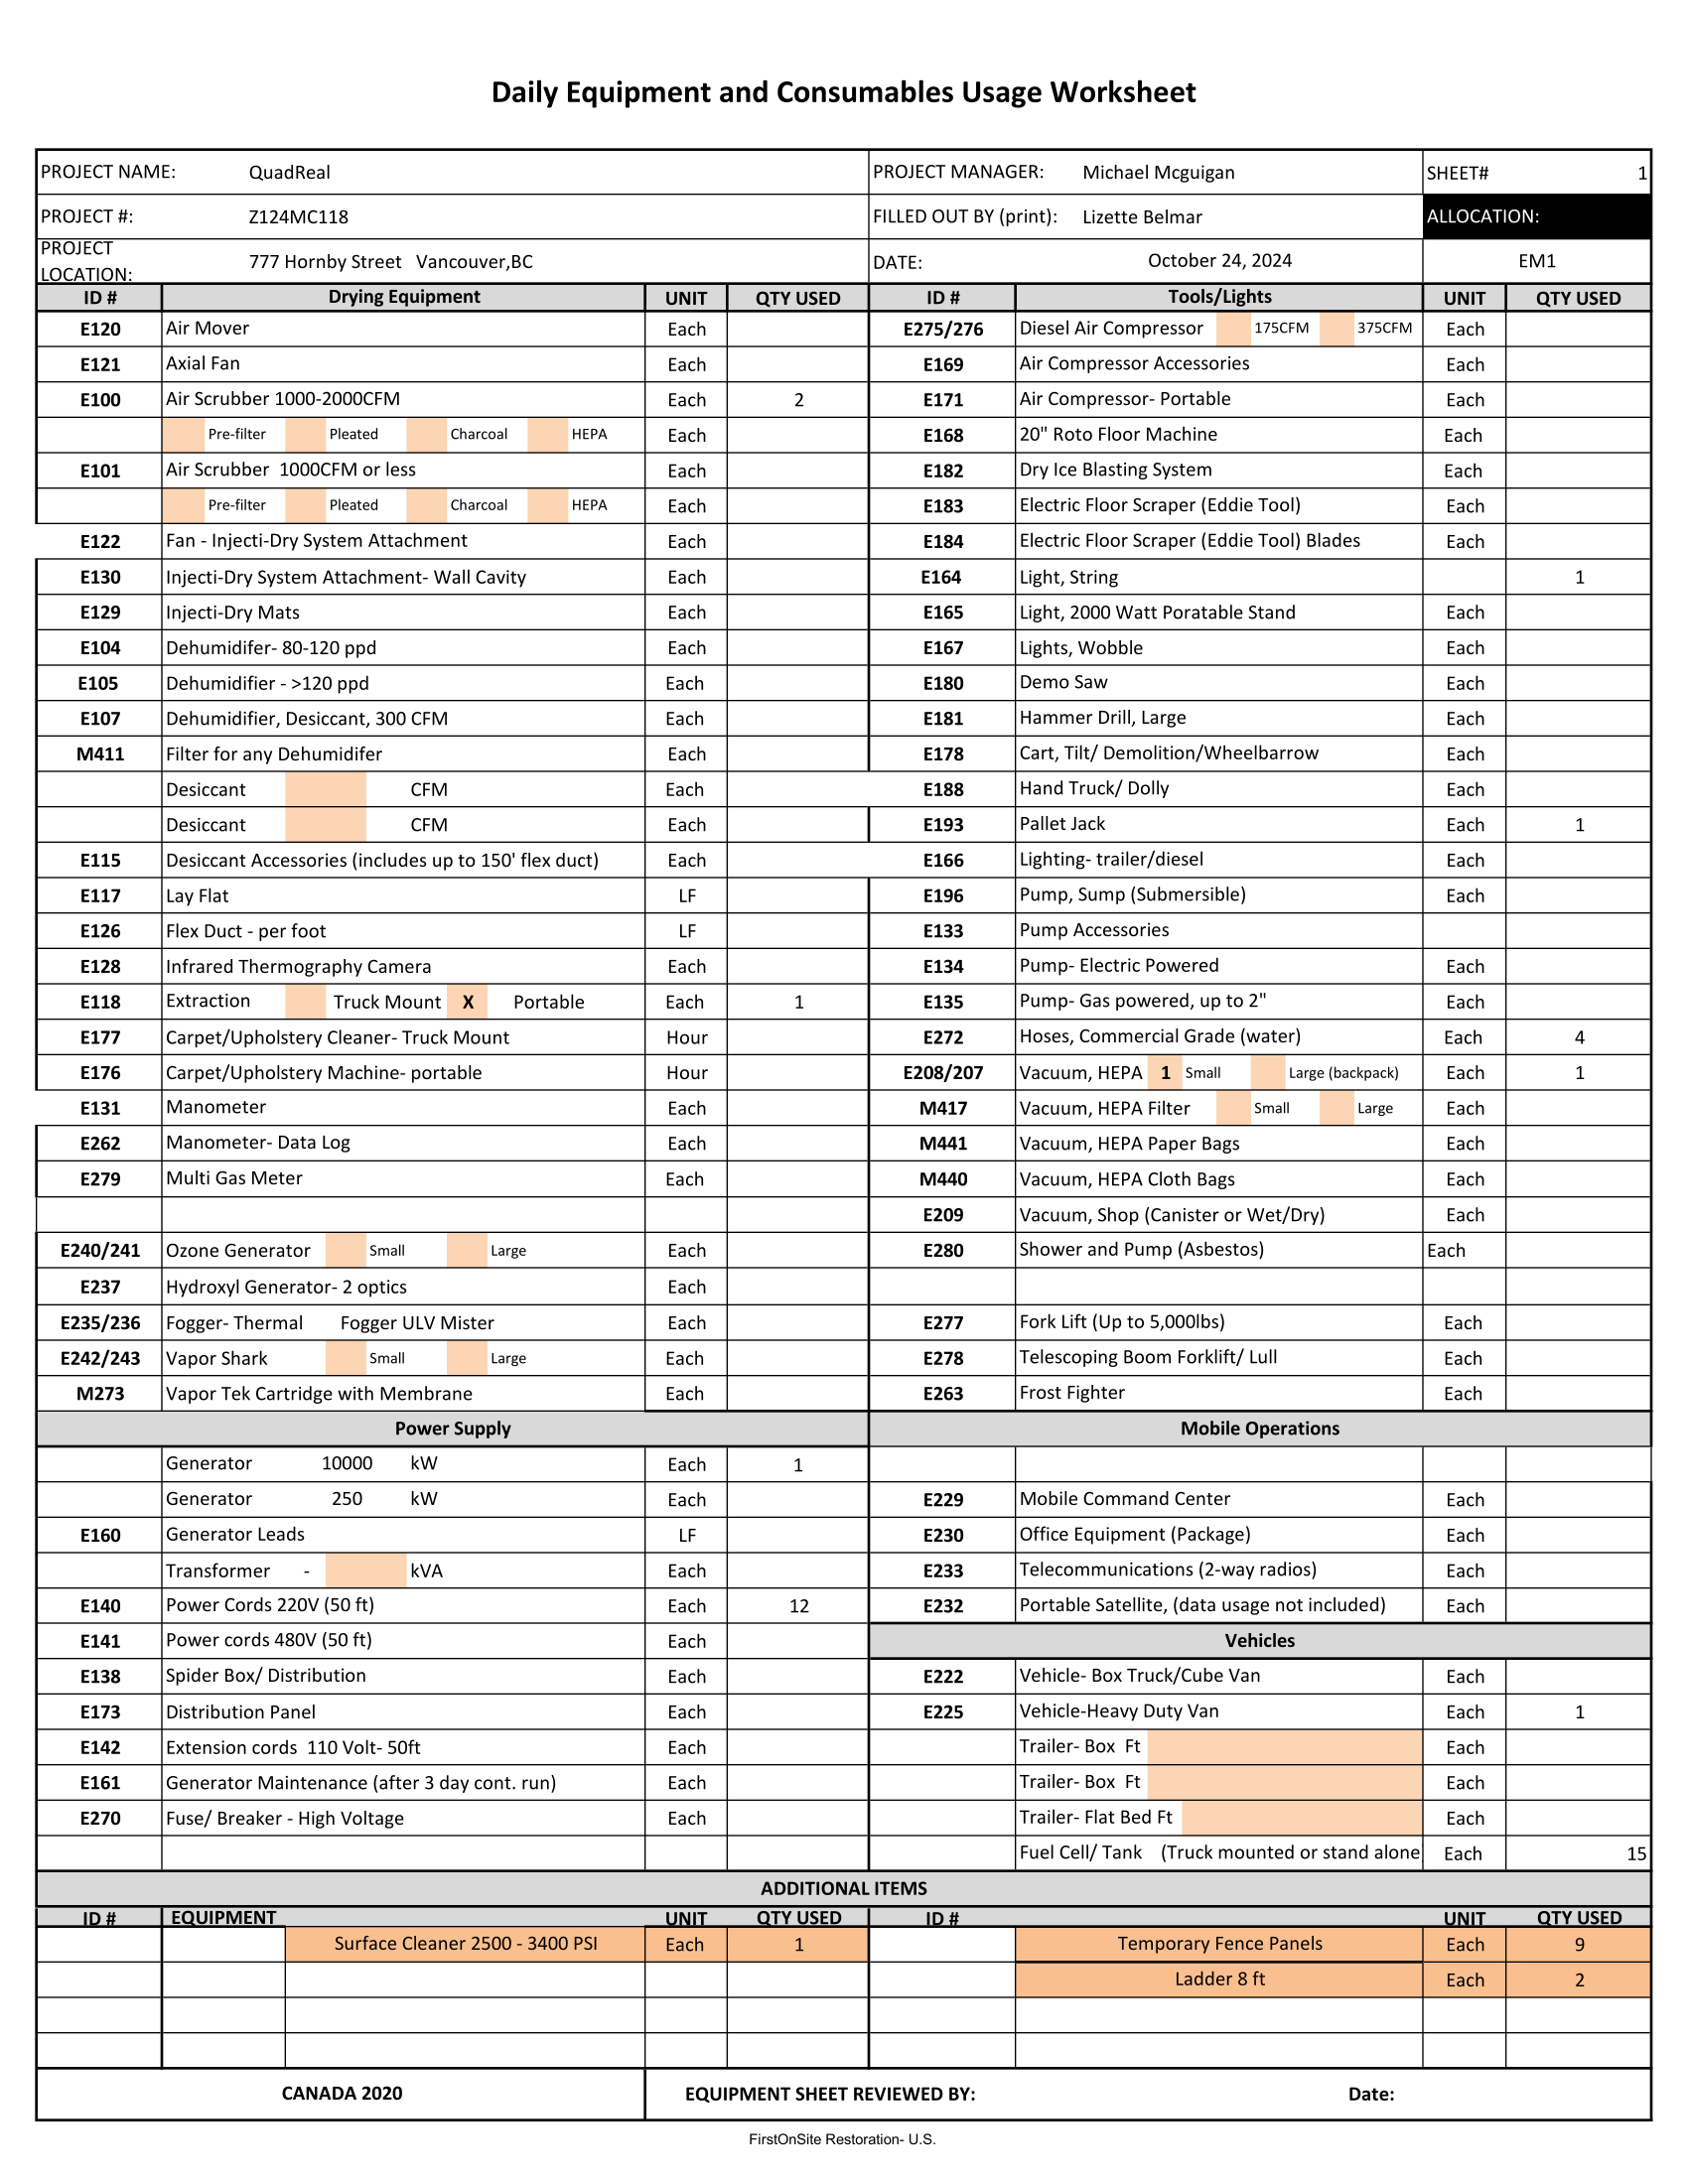 Daily Equipment and Consumables Usage Worksheet
PROJECT NAME: QuadReal PROJECT MANAGER: Michael Mcguigan SHEET# 1
PROJECT #: Z124MC118 FILLED OUT BY (print): Lizette Belmar ALLOCATION:
PROJECT LOCATION: 777 Hornby Street Vancouver,BC DATE: October 24, 2024 EM1
ID # Drying Equipment UNIT QTY USED ID # Tools/Lights UNIT QTY USED
E120 Air Mover Each E275/276 Diesel Air Compressor 175CFM 375CFM Each
E121 Axial Fan Each E169 Air Compressor Accessories Each
E100 Air Scrubber 1000-2000CFM Each 2 E171 Air Compressor- Portable Each
Pre-filter Pleated Charcoal HEPA Each E168 20" Roto Floor Machine Each
E101 Air Scrubber 1000CFM or less Each E182 Dry Ice Blasting System Each
Pre-filter Pleated Charcoal HEPA Each E183 Electric Floor Scraper (Eddie Tool) Each
E122 Fan - Injecti-Dry System Attachment Each E184 Electric Floor Scraper (Eddie Tool) Blades Each
E130 Injecti-Dry System Attachment- Wall Cavity Each E164 Light, String 1
E129 Injecti-Dry Mats Each E165 Light, 2000 Watt Poratable Stand Each
E104 Dehumidifer- 80-120 ppd Each E167 Lights, Wobble Each
E105 Dehumidifier - >120 ppd Each E180 Demo Saw Each
E107 Dehumidifier, Desiccant, 300 CFM Each E181 Hammer Drill, Large Each
M411 Filter for any Dehumidifer Each E178 Cart, Tilt/ Demolition/Wheelbarrow Each
Desiccant CFM Each E188 Hand Truck/ Dolly Each
Desiccant CFM Each E193 Pallet Jack Each 1
E115 Desiccant Accessories (includes up to 150' flex duct) Each E166 Lighting- trailer/diesel Each
E117 Lay Flat LF E196 Pump, Sump (Submersible) Each
E126 Flex Duct - per foot LF E133 Pump Accessories
E128 Infrared Thermography Camera Each E134 Pump- Electric Powered Each
E118 Extraction Truck Mount X Portable Each 1 E135 Pump- Gas powered, up to 2" Each
E177 Carpet/Upholstery Cleaner- Truck Mount Hour E272 Hoses, Commercial Grade (water) Each 4
E176 Carpet/Upholstery Machine- portable Hour E208/207 Vacuum, HEPA 1 Small Large (backpack) Each 1
E131 Manometer Each M417 Vacuum, HEPA Filter Small Large Each
E262 Manometer- Data Log Each M441 Vacuum, HEPA Paper Bags Each
E279 Multi Gas Meter Each M440 Vacuum, HEPA Cloth Bags Each
E209 Vacuum, Shop (Canister or Wet/Dry) Each
E240/241 Ozone Generator Small Large Each E280 Shower and Pump (Asbestos) Each
E237 Hydroxyl Generator- 2 optics Each
E235/236 Fogger- Thermal Fogger ULV Mister Each E277 Fork Lift (Up to 5,000lbs) Each
E242/243 Vapor Shark Small Large Each E278 Telescoping Boom Forklift/ Lull Each
M273 Vapor Tek Cartridge with Membrane Each E263 Frost Fighter Each
Power Supply Mobile Operations
Generator 10000 kW Each 1
Generator 250 kW Each E229 Mobile Command Center Each
E160 Generator Leads LF E230 Office Equipment (Package) Each
Transformer - kVA Each E233 Telecommunications (2-way radios) Each
E140 Power Cords 220V (50 ft) Each 12 E232 Portable Satellite, (data usage not included) Each
E141 Power cords 480V (50 ft) Each Vehicles
E138 Spider Box/ Distribution Each E222 Vehicle- Box Truck/Cube Van Each
E173 Distribution Panel Each E225 Vehicle-Heavy Duty Van Each 1
E142 Extension cords 110 Volt- 50ft Each Trailer- Box Ft Each
E161 Generator Maintenance (after 3 day cont. run) Each Trailer- Box Ft Each
E270 Fuse/ Breaker - High Voltage Each Trailer- Flat Bed Ft Each
Fuel Cell/ Tank (Truck mounted or stand alone Each 15
ADDITIONAL ITEMS
ID # EQUIPMENT UNIT QTY USED ID # UNIT QTY USED
Surface Cleaner 2500 - 3400 PSI Each 1 Temporary Fence Panels Each 9
Ladder 8 ft Each 2
CANADA 2020 EQUIPMENT SHEET REVIEWED BY: Date:
FirstOnSite Restoration- U.S.